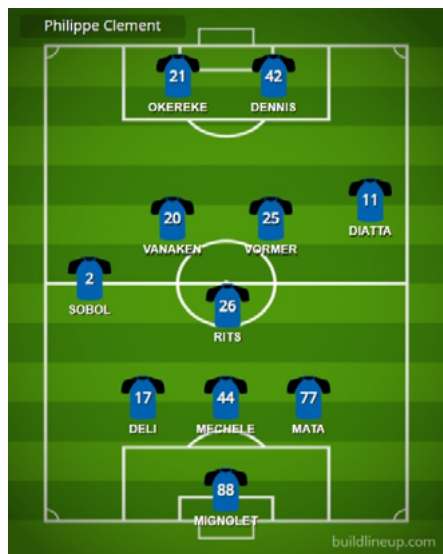 Philippe Clement
21 42
OKEREKE DENNIS
11
DIATTA
20 25
VANAKEN VORMER
2
SOBOL
26
RITS
17 44 77
DELI MECHELE MATA
88
MIGNOLET
buildlineup.com